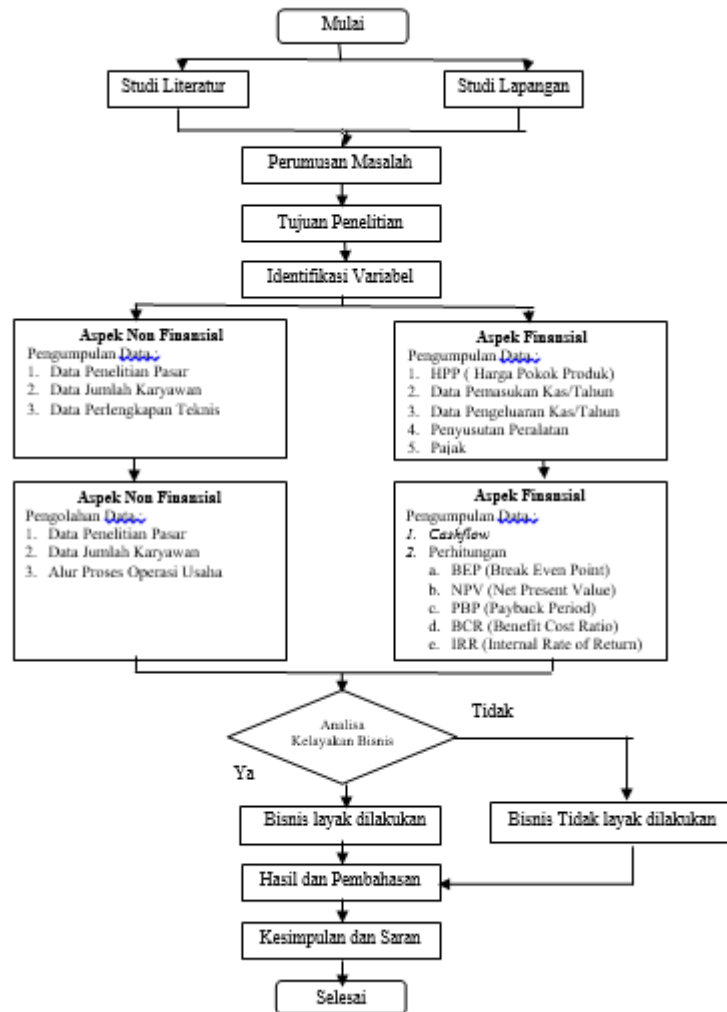 Mulai
Studi Literatur
Studi Lapangan
Perumusan Masalah
Tujuan Penelitian
Identifikasi Variabel
Aspek Non Finansial
Pengumpulan Data :
1. Data Penelitian Pasar
2. Data Jumlah Karyawan
3. Data Perlengkapan Teknis
Aspek Finansial
Pengumpulan Data :
1. HPP ( Harga Pokok Produk)
2. Data Pemasukan Kas/Tahun
3. Data Pengeluaran Kas/Tahun
4. Penyusutan Peralatan
5. Pajak
Aspek Non Finansial
Pengolahan Data :
1. Data Penelitian Pasar
2. Data Jumlah Karyawan
3. Alur Proses Operasi Usaha
Aspek Finansial
Pengumpulan Data :
1. Cashflow
2. Perhitungan
a. BEP (Break Even Point)
b. NPV (Net Present Value)
c. PBP (Payback Period)
d. BCR (Benefit Cost Ratio)
e. IRR (Internal Rate of Return)
Analisa
Kelayakan Bisnis
Tidak
Ya
Bisnis layak dilakukan
Bisnis Tidak layak dilakukan
Hasil dan Pembahasan
Kesimpulan dan Saran
Selesai